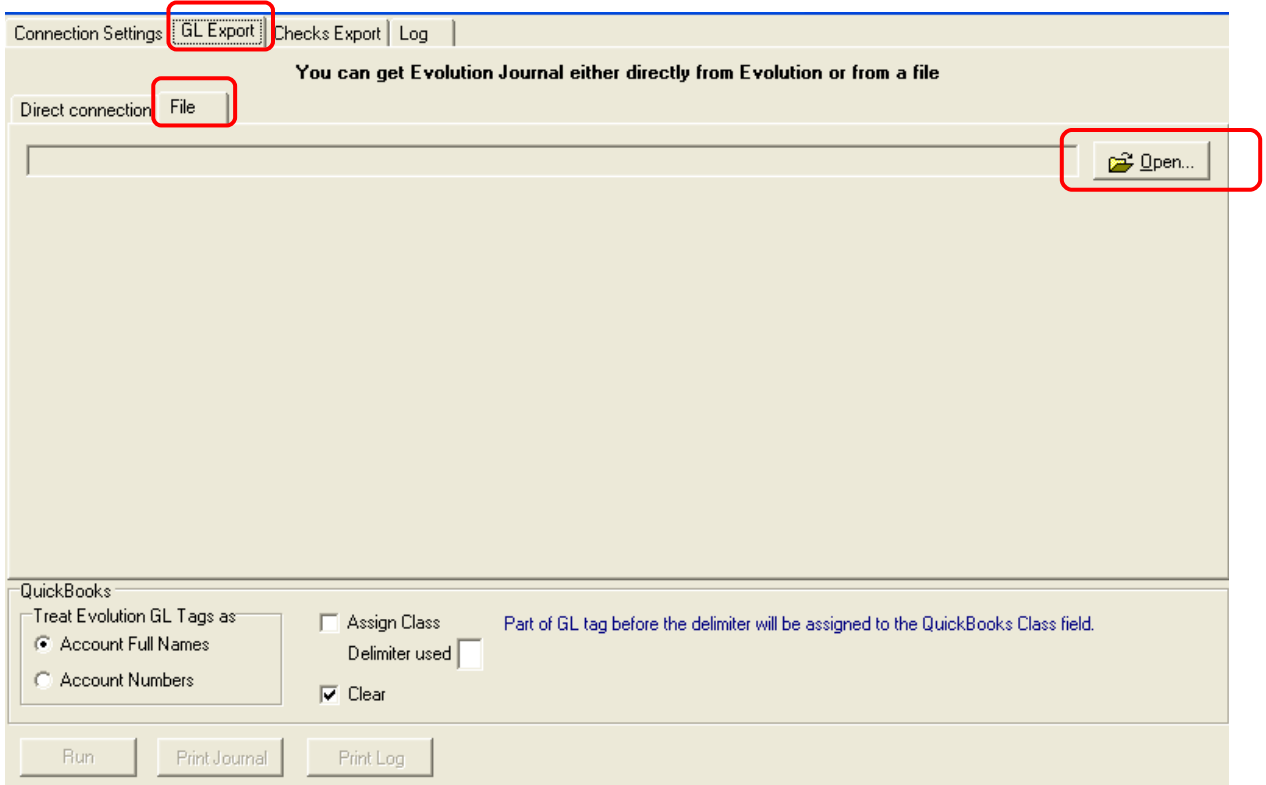 Connection Settings GL Export Checks Export Log
You can get Evolution Journal either directly from Evolution or from a file
Direct connection File
Open...
QuickBooks
Treat Evolution GL Tags as
Account Full Names
Account Numbers
Assign Class
Delimiter used
Clear
Part of GL tag before the delimiter will be assigned to the QuickBooks Class field.
Run Print Journal Print Log